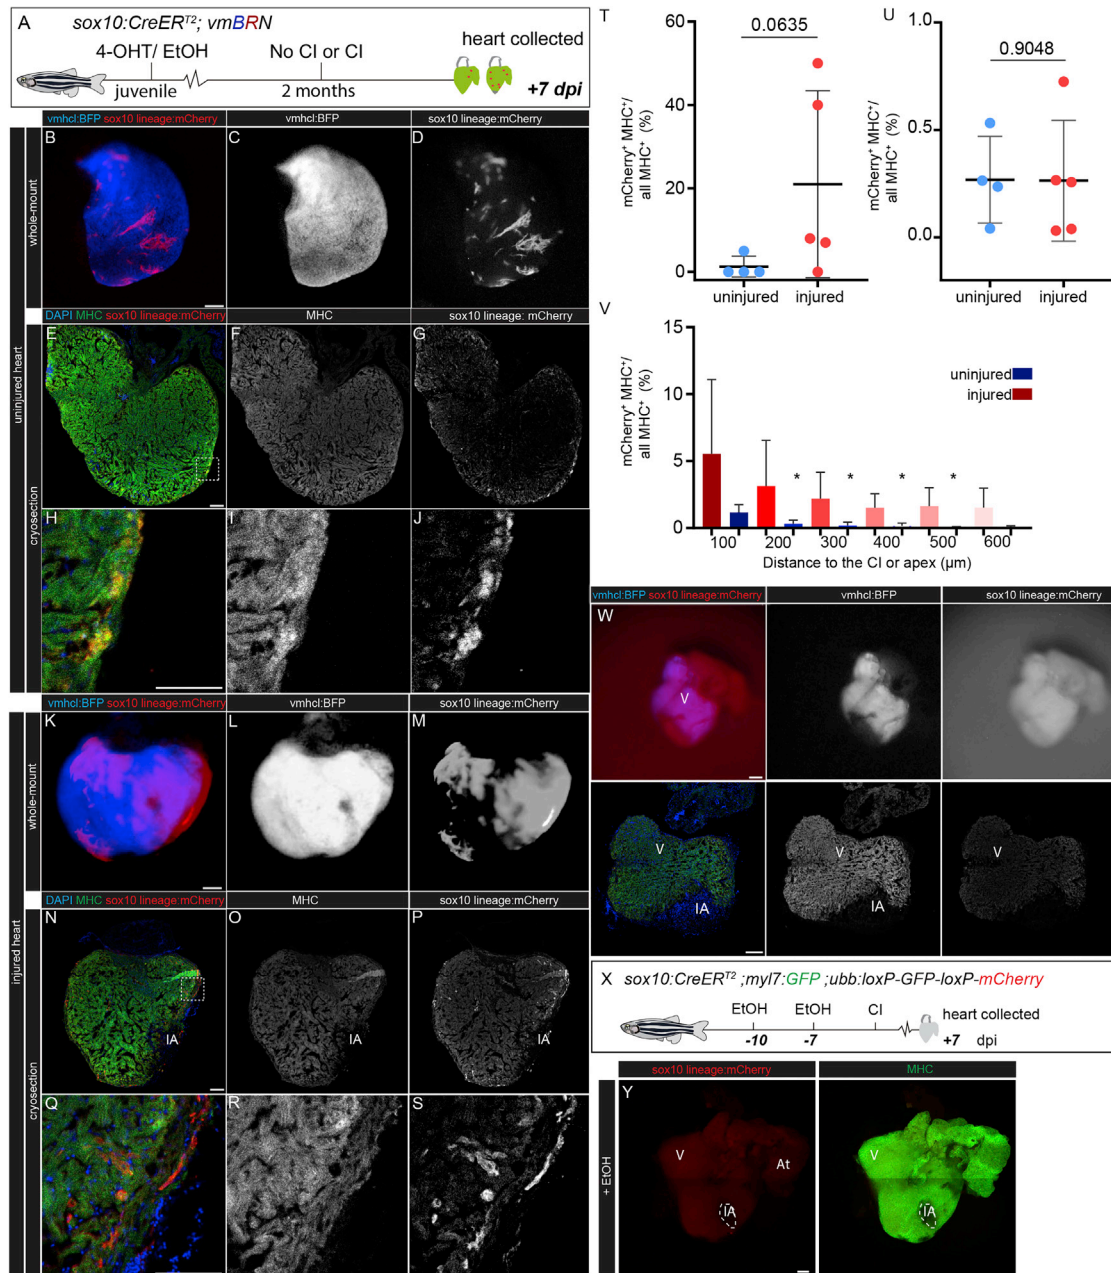 A
sox10:CreERT2; vmBRN
4-OHT/ EtOH
No CI or CI
heart collected
juvenile
2 months
+7 dpi
vmhcl:BFP sox10 lineage:mCherry
vmhcl:BFP
sox10 lineage:mCherry
whole-mount
B
C
D
DAPI MHC sox10 lineage:mCherry
MHC
sox10 lineage: mCherry
uninjured heart
cryosection
E
F
G
H
I
J
vmhcl:BFP sox10 lineage:mCherry
vmhcl:BFP
sox10 lineage:mCherry
whole-mount
K
L
M
DAPI MHC sox10 lineage:mCherry
MHC
sox10 lineage:mCherry
injured heart
cryosection
N
IA
O
IA
P
IA
Q
R
S
T
mCherry+ MHC+/
all MHC+ (%)
60
40
20
0
0.0635
uninjured
injured
U
mCherry+ MHC+/
all MHC+ (%)
1.0
0.5
0.0
0.9048
uninjured
injured
V
mCherry+ MHC+/
all MHC+ (%)
15
10
5
0
uninjured
injured
* * * *
100 200 300 400 500 600
Distance to the CI or apex (µm)
vmhcl:BFP sox10 lineage:mCherry
vmhcl:BFP
sox10 lineage:mCherry
W
V
V
IA
V
IA
V
X
sox10:CreERT2 ;myl7:GFP ;ubb:loxP-GFP-loxP-mCherry
EtOH
EtOH
CI
heart collected
-10
-7
+7 dpi
sox10 lineage:mCherry
MHC
+ EtOH
Y
V
At
IA
V
IA